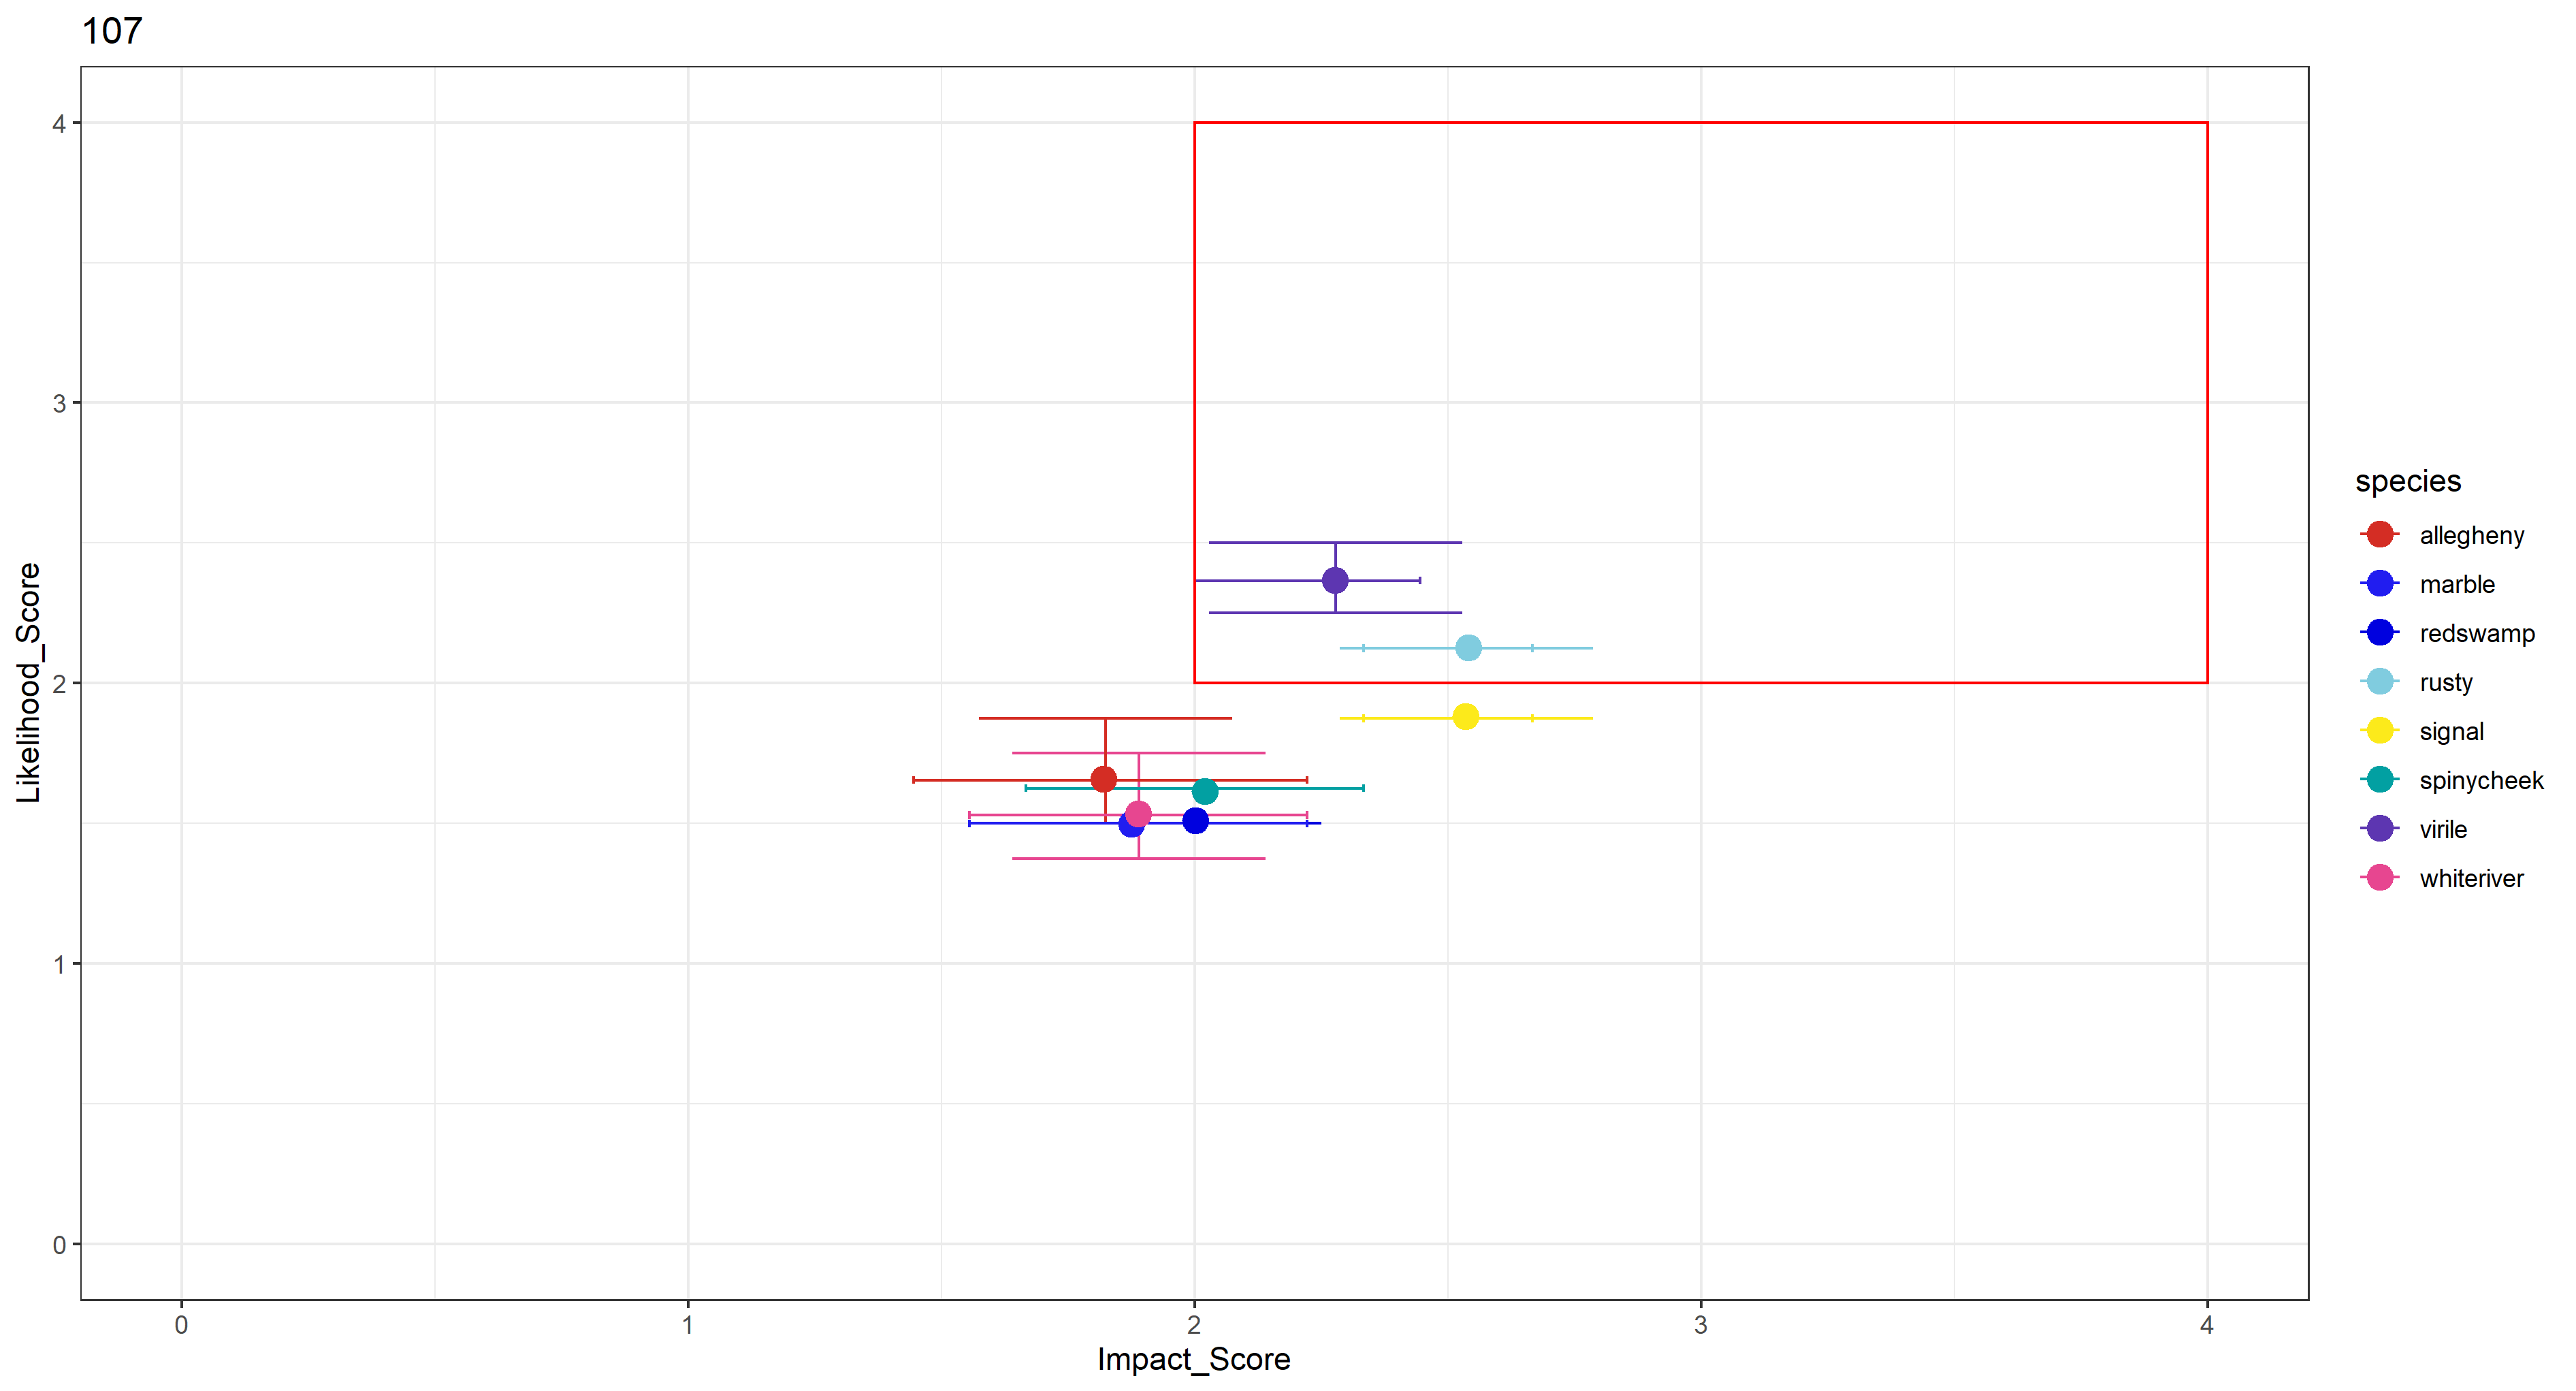 107
Likelihood_Score
4
3
2
1
0
0 1 2 3 4
Impact_Score
species
allegheny
marble
redswamp
rusty
signal
spinycheek
virile
whiteriver